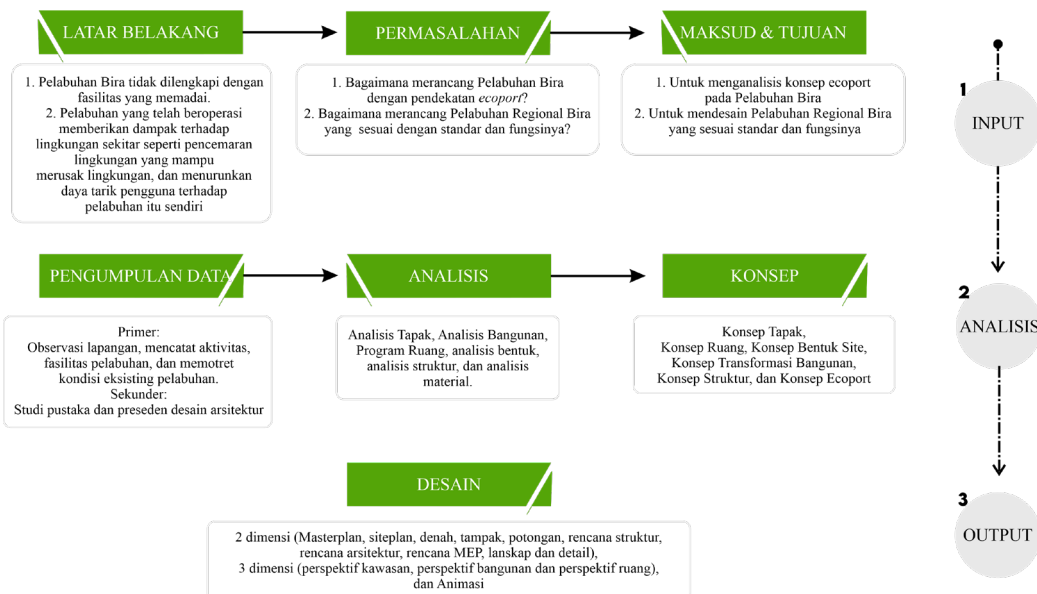 LATAR BELAKANG
1. Pelabuhan Bira tidak dilengkapi dengan
fasilitas yang memadai.
2. Pelabuhan yang telah beroperasi
memberikan dampak terhadap
lingkungan sekitar seperti pencemaran
lingkungan yang mampu
merusak lingkungan, dan menurunkan
daya tarik pengguna terhadap
pelabuhan itu sendiri
PERMASALAHAN
1. Bagaimana merancang Pelabuhan Bira
dengan pendekatan ecoport?
2. Bagaimana merancang Pelabuhan Regional Bira
yang sesuai dengan standar dan fungsinya?
MAKSUD & TUJUAN
1. Untuk menganalisis konsep ecoport
pada Pelabuhan Bira
2. Untuk mendesain Pelabuhan Regional Bira
yang sesuai standar dan fungsinya
1
INPUT
PENGUMPULAN DATA
Primer:
Observasi lapangan, mencatat aktivitas,
fasilitas pelabuhan, dan memotret
kondisi eksisting pelabuhan.
Sekunder:
Studi pustaka dan preseden desain arsitektur
ANALISIS
Analisis Tapak, Analisis Bangunan,
Program Ruang, analisis bentuk,
analisis struktur, dan analisis
material.
KONSEP
Konsep Tapak,
Konsep Ruang, Konsep Bentuk Site,
Konsep Transformasi Bangunan,
Konsep Struktur, dan Konsep Ecoport
2
ANALISIS
DESAIN
2 dimensi (Masterplan, siteplan, denah, tampak, potongan, rencana struktur,
rencana arsitektur, rencana MEP, lanskap dan detail),
3 dimensi (perspektif kawasan, perspektif bangunan dan perspektif ruang),
dan Animasi
3
OUTPUT